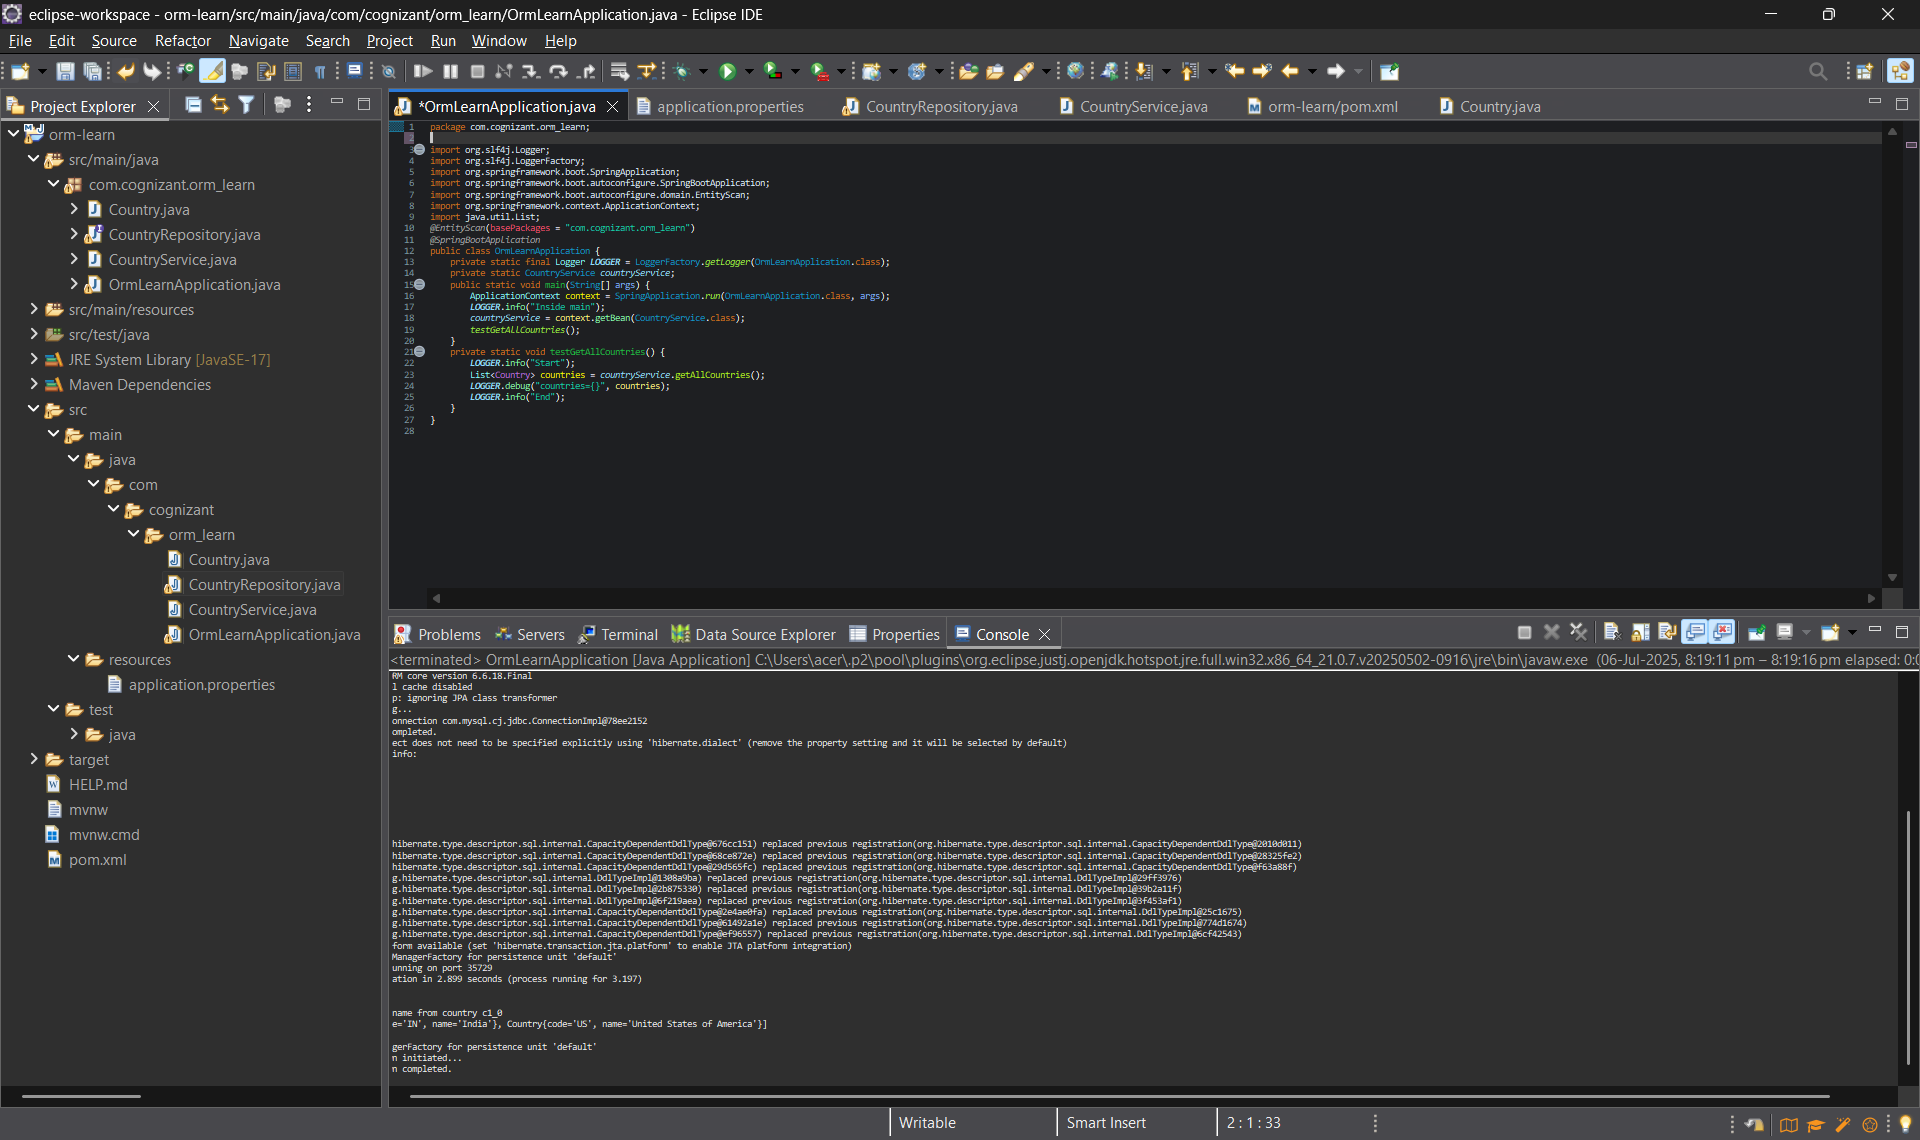 eclipse-workspace - orm-learn/src/main/java/com/cognizant/orm_learn/OrmLearnApplication.java - Eclipse IDE
File Edit Source Refactor Navigate Search Project Run Window Help
Project Explorer
orm-learn
src/main/java
com.cognizant.orm_learn
Country.java
CountryRepository.java
CountryService.java
OrmLearnApplication.java
src/main/resources
src/test/java
JRE System Library [JavaSE-17]
Maven Dependencies
src
main
java
com
cognizant
orm_learn
Country.java
CountryRepository.java
CountryService.java
OrmLearnApplication.java
resources
application.properties
test
java
target
HELP.md
mvnw
mvnw.cmd
pom.xml
*OrmLearnApplication.java application.properties CountryRepository.java CountryService.java orm-learn/pom.xml Country.java
1 package com.cognizant.orm_learn;
2
3 import org.slf4j.Logger;
4 import org.slf4j.LoggerFactory;
5 import org.springframework.boot.SpringApplication;
6 import org.springframework.boot.autoconfigure.SpringBootApplication;
7 import org.springframework.boot.autoconfigure.domain.EntityScan;
8 import org.springframework.context.ApplicationContext;
9 import java.util.List;
10 @EntityScan(basePackages = "com.cognizant.orm_learn")
11 @SpringBootApplication
12 public class OrmLearnApplication {
13 private static final Logger LOGGER = LoggerFactory.getLogger(OrmLearnApplication.class);
14 private static CountryService countryService;
15 public static void main(String[] args) {
16 ApplicationContext context = SpringApplication.run(OrmLearnApplication.class, args);
17 LOGGER.info("Inside main");
18 countryService = context.getBean(CountryService.class);
19 testGetAllCountries();
20 }
21 private static void testGetAllCountries() {
22 LOGGER.info("Start");
23 List<Country> countries = countryService.getAllCountries();
24 LOGGER.debug("countries={}", countries);
25 LOGGER.info("End");
26 }
27 }
28
Problems Servers Terminal Data Source Explorer Properties Console
<terminated> OrmLearnApplication [Java Application] C:\Users\acer\.p2\pool\plugins\org.eclipse.justj.openjdk.hotspot.jre.full.win32.x86_64_21.0.7.v20250502-0916\jre\bin\javaw.exe (06-Jul-2025, 8:19:11 pm – 8:19:16 pm elapsed: 0:0
RM core version 6.6.18.Final
l cache disabled
p: ignoring JPA class transformer
g...
onnection com.mysql.cj.jdbc.ConnectionImpl@78ee2152
ompleted.
ect does not need to be specified explicitly using 'hibernate.dialect' (remove the property setting and it will be selected by default)
info:
hibernate.type.descriptor.sql.internal.CapacityDependentDdlType@676cc151) replaced previous registration(org.hibernate.type.descriptor.sql.internal.CapacityDependentDdlType@2010d011)
hibernate.type.descriptor.sql.internal.CapacityDependentDdlType@68ce872e) replaced previous registration(org.hibernate.type.descriptor.sql.internal.CapacityDependentDdlType@28325fe2)
hibernate.type.descriptor.sql.internal.CapacityDependentDdlType@29d565fc) replaced previous registration(org.hibernate.type.descriptor.sql.internal.CapacityDependentDdlType@f63a88f)
g.hibernate.type.descriptor.sql.internal.DdlTypeImpl@1308a9ba) replaced previous registration(org.hibernate.type.descriptor.sql.internal.DdlTypeImpl@29ff3976)
g.hibernate.type.descriptor.sql.internal.DdlTypeImpl@2b875330) replaced previous registration(org.hibernate.type.descriptor.sql.internal.DdlTypeImpl@39b2a11f)
g.hibernate.type.descriptor.sql.internal.DdlTypeImpl@6f219aea) replaced previous registration(org.hibernate.type.descriptor.sql.internal.DdlTypeImpl@3f453af1)
g.hibernate.type.descriptor.sql.internal.CapacityDependentDdlType@2e4ae0fa) replaced previous registration(org.hibernate.type.descriptor.sql.internal.DdlTypeImpl@25c1675)
g.hibernate.type.descriptor.sql.internal.CapacityDependentDdlType@61492a1e) replaced previous registration(org.hibernate.type.descriptor.sql.internal.DdlTypeImpl@774d1674)
g.hibernate.type.descriptor.sql.internal.CapacityDependentDdlType@ef96557) replaced previous registration(org.hibernate.type.descriptor.sql.internal.DdlTypeImpl@6cf42543)
form available (set 'hibernate.transaction.jta.platform' to enable JTA platform integration)
ManagerFactory for persistence unit 'default'
unning on port 35729
ation in 2.899 seconds (process running for 3.197)
name from country c1_0
e='IN', name='India'}, Country{code='US', name='United States of America'}]
gerFactory for persistence unit 'default'
n initiated...
n completed.
Writable Smart Insert 2 : 1 : 33